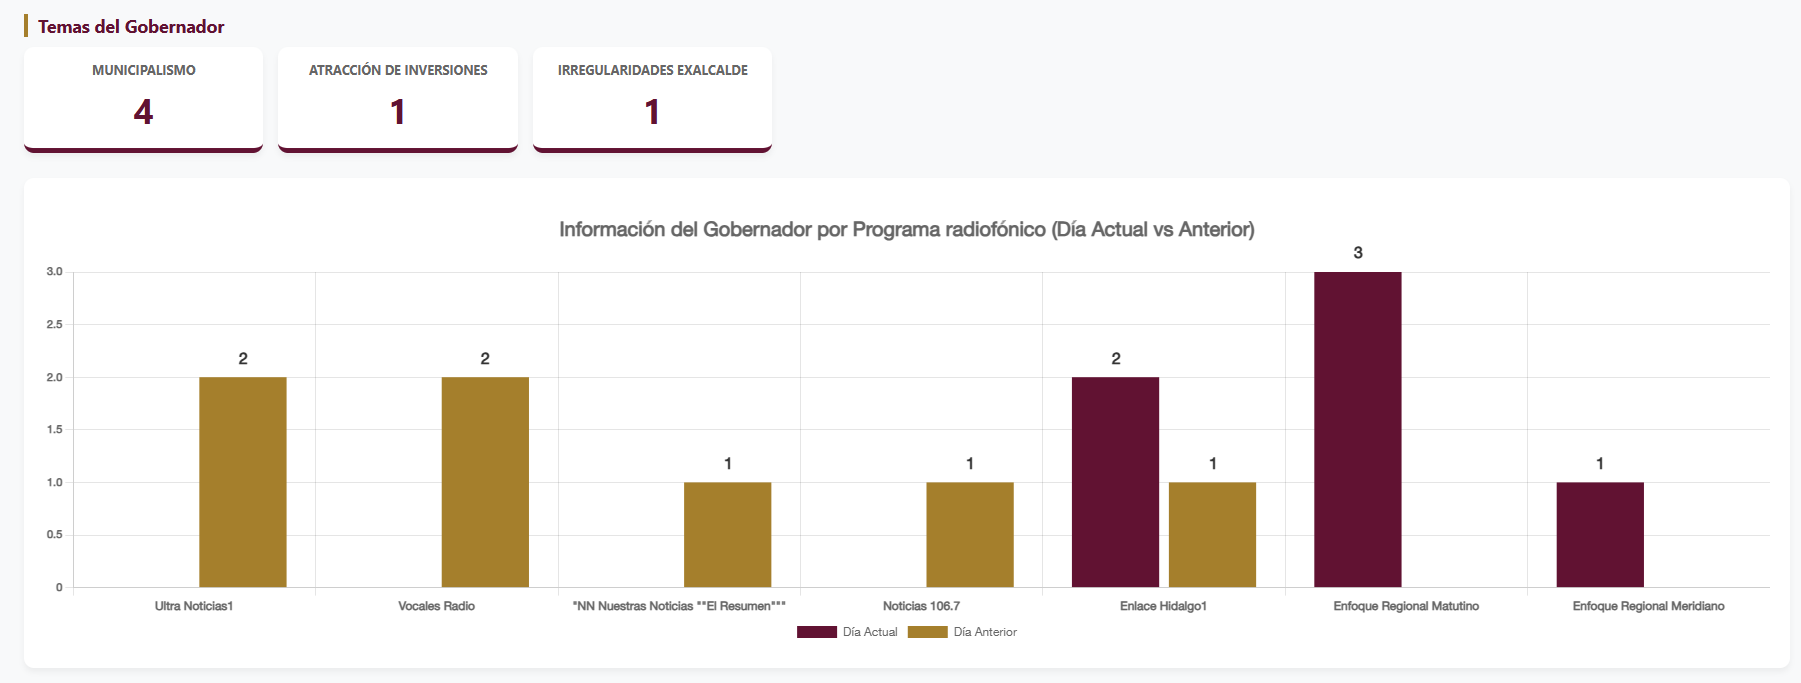 Temas del Gobernador
MUNICIPALISMO
4
ATRACCIÓN DE INVERSIONES
1
IRREGULARIDADES EXALCALDE
1
Información del Gobernador por Programa radiofónico (Día Actual vs Anterior)
3.0
2.5
2.0
1.5
1.0
0.5
0
2
2
1
1
2
1
3
1
Ultra Noticias1
Vocales Radio
"NN Nuestras Noticias ""El Resumen"""
Noticias 106.7
Enlace Hidalgo1
Enfoque Regional Matutino
Enfoque Regional Meridiano
Día Actual
Día Anterior